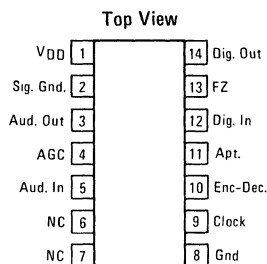 Top View
VDD 1 14 Dig. Out
Sig. Gnd. 2 13 FZ
Aud. Out 3 12 Dig. In
AGC 4 11 Apt.
Aud. In 5 10 Enc-Dec.
NC 6 9 Clock
NC 7 8 Gnd